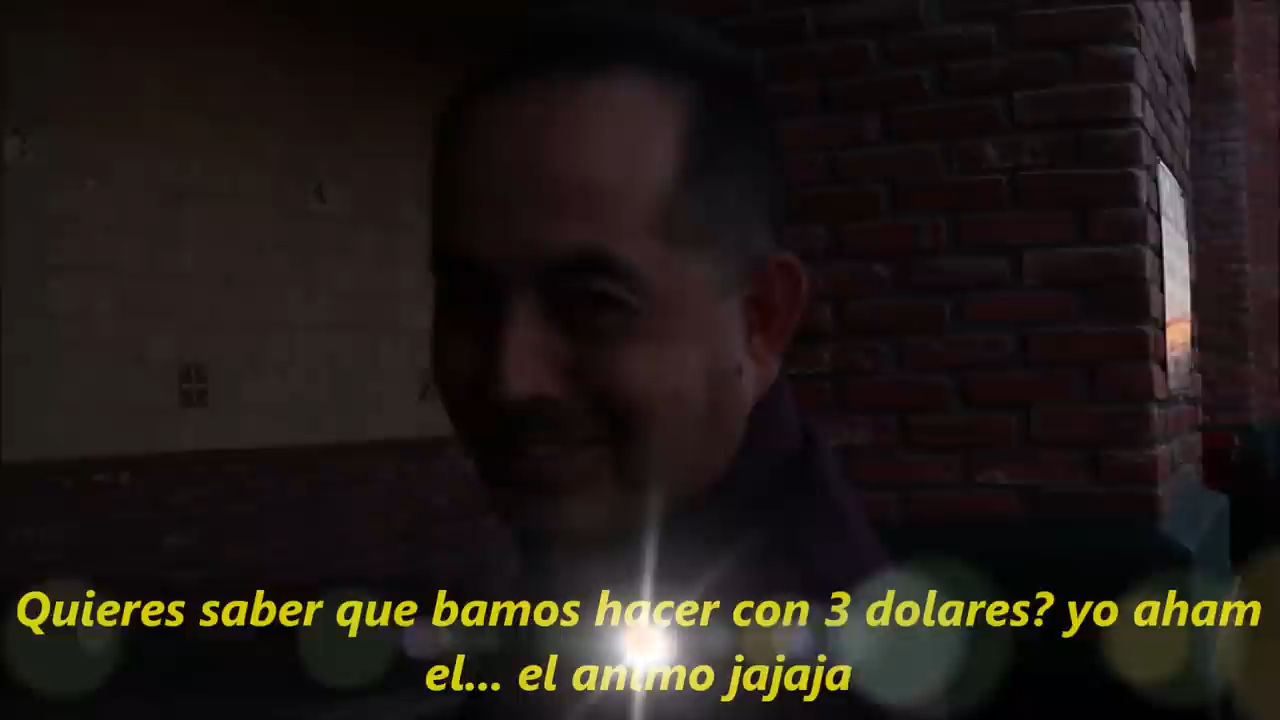 Quieres saber que bamos hacer con 3 dolares? yo aham
el... el animo jajaja